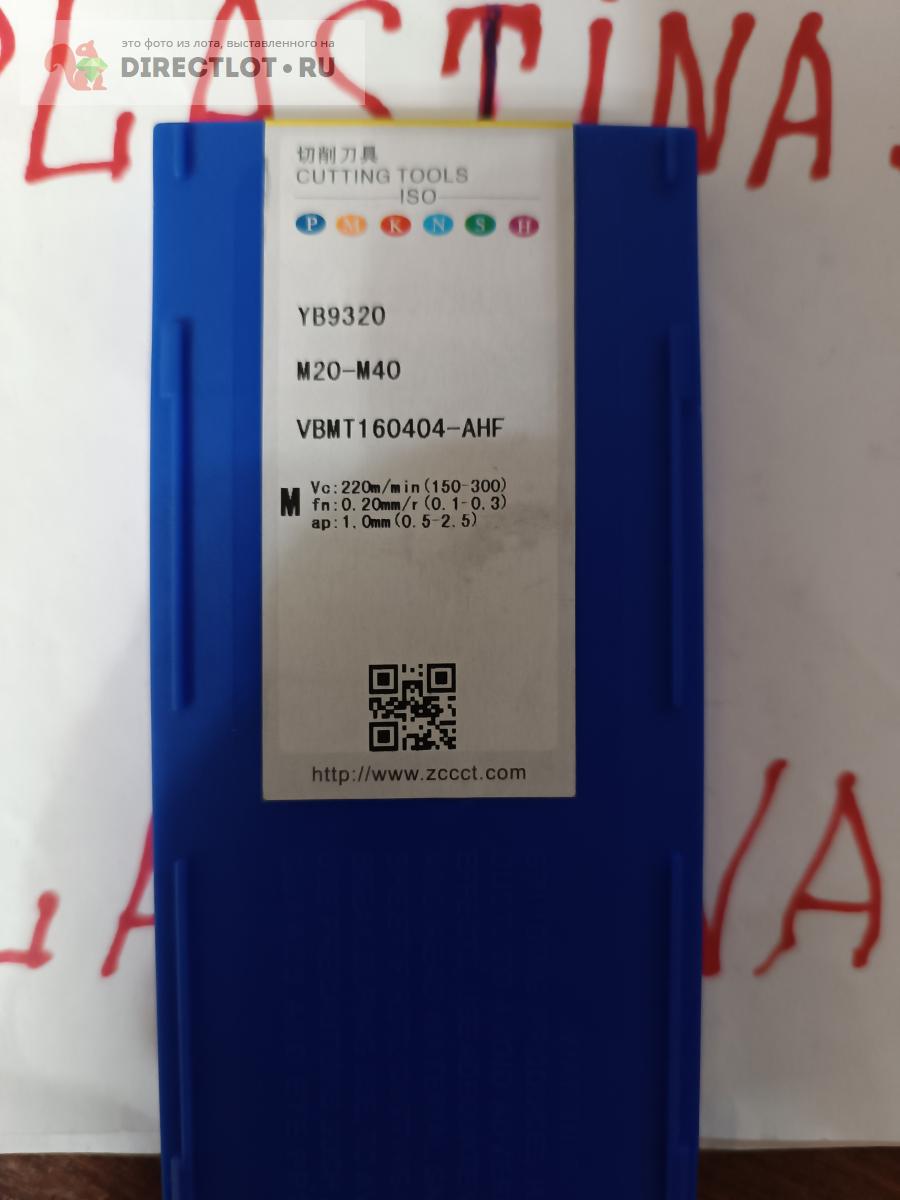 PLASTINA.
это фото из лота, выставленного на
DIRECTLOT•RU
切削刀具
CUTTING TOOLS
ISO
P M K N S H
YB9320
M20-M40
VBMT160404-AHF
M
Vc:220m/min(150-300)
fn:0.20mm/r(0.1-0.3)
ap:1.0mm(0.5-2.5)
http://www.zccct.com